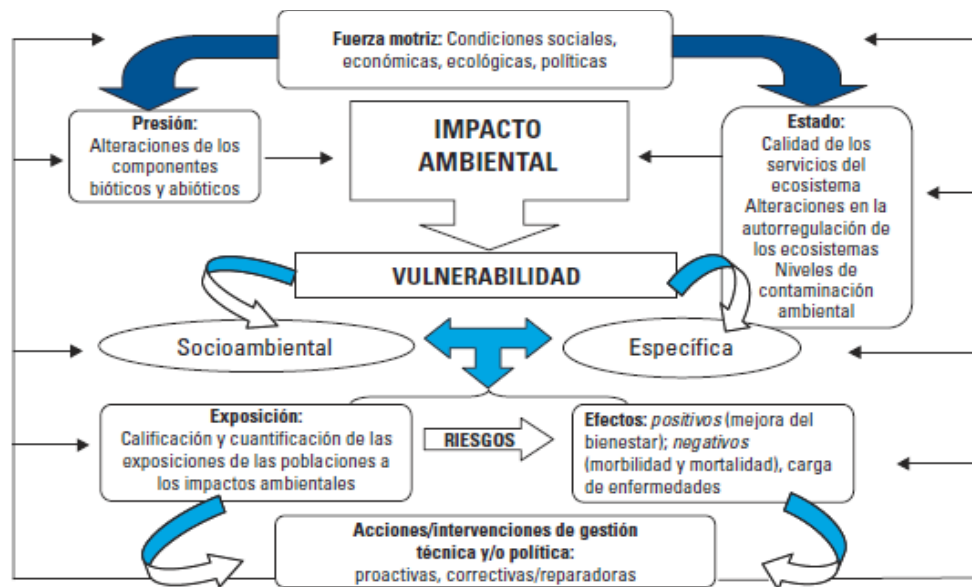 Fuerza motriz: Condiciones sociales,
económicas, ecológicas, políticas
Presión:
Alteraciones de los
componentes
bióticos y abióticos
IMPACTO
AMBIENTAL
Estado:
Calidad de los
servicios del
ecosistema
Alteraciones en la
autorregulación de
los ecosistemas
Niveles de
contaminación
ambiental
VULNERABILIDAD
Socioambiental
Específica
Exposición:
Calificación y cuantificación de las
exposiciones de las poblaciones a
los impactos ambientales
RIESGOS
Efectos: positivos (mejora del
bienestar); negativos
(morbilidad y mortalidad), carga
de enfermedades
Acciones/intervenciones de gestión
técnica y/o política:
proactivas, correctivas/reparadoras